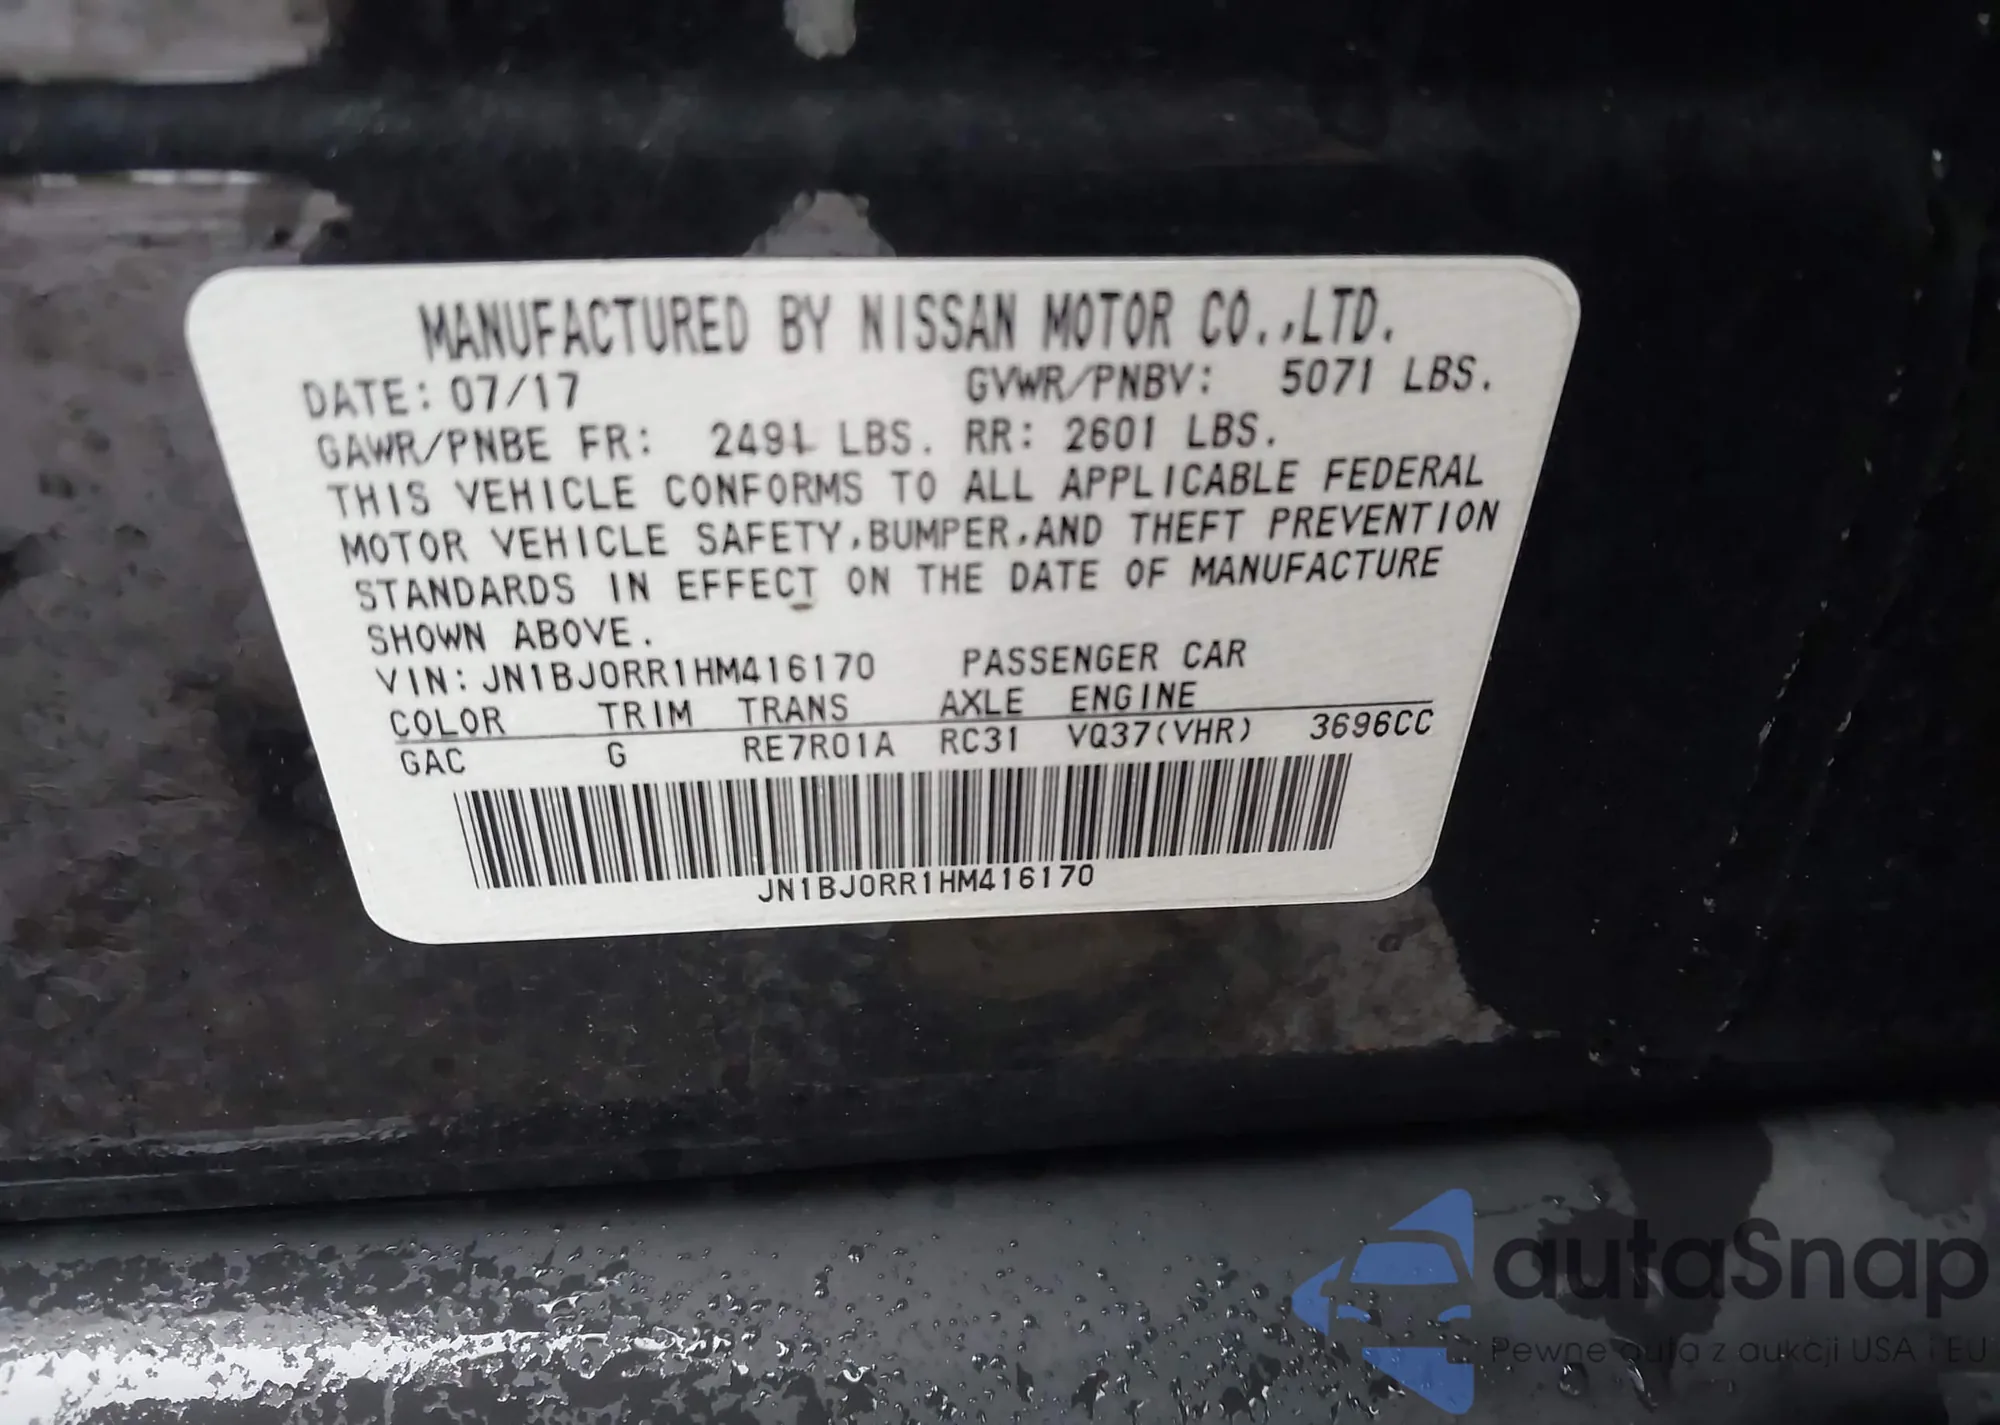 MANUFACTURED BY NISSAN MOTOR CO.,LTD.
DATE: 07/17 GVWR/PNBV: 5071 LBS.
GAWR/PNBE FR: 2491 LBS. RR: 2601 LBS.
THIS VEHICLE CONFORMS TO ALL APPLICABLE FEDERAL
MOTOR VEHICLE SAFETY,BUMPER,AND THEFT PREVENTION
STANDARDS IN EFFECT ON THE DATE OF MANUFACTURE
SHOWN ABOVE.
VIN: JN1BJ0RR1HM416170 PASSENGER CAR
COLOR TRIM TRANS AXLE ENGINE
GAC G RE7R01A RC31 VQ37(VHR) 3696CC
JN1BJ0RR1HM416170
autaSnap
Pewne auta z aukcji USA i EU